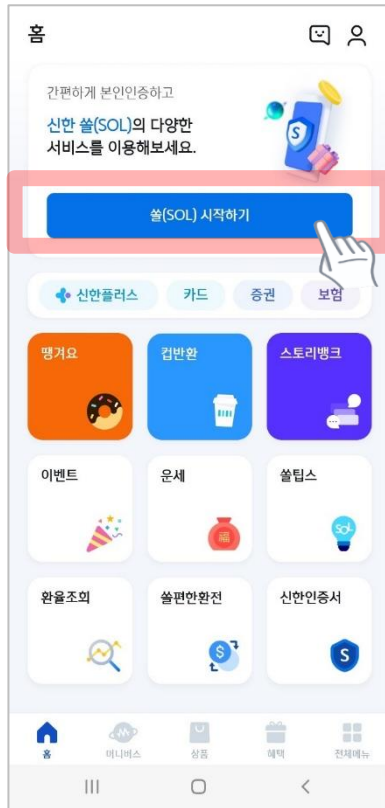 홈
간편하게 본인인증하고
신한 쏠(SOL)의 다양한
서비스를 이용해보세요.
S
쏠(SOL) 시작하기
신한플러스 카드 증권 보험
땡겨요 컵반환 스토리뱅크
이벤트 운세 쏠팁스
福 SOL
환율조회 쏠편한환전 신한인증서
$ S
홈 머니버스 상품 혜택 전체메뉴